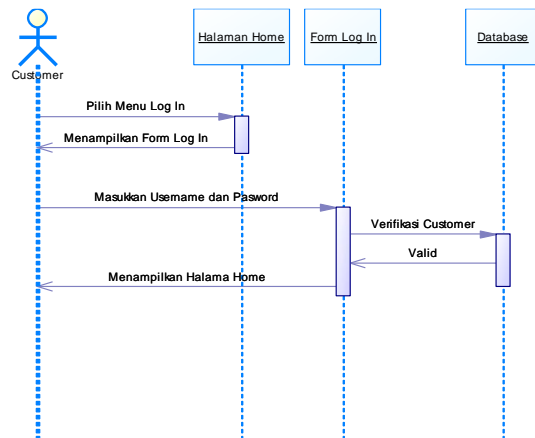 Halaman Home
Form Log In
Database
Customer
Pilih Menu Log In
Menampilkan Form Log In
Masukkan Username dan Pasword
Verifikasi Customer
Valid
Menampilkan Halama Home